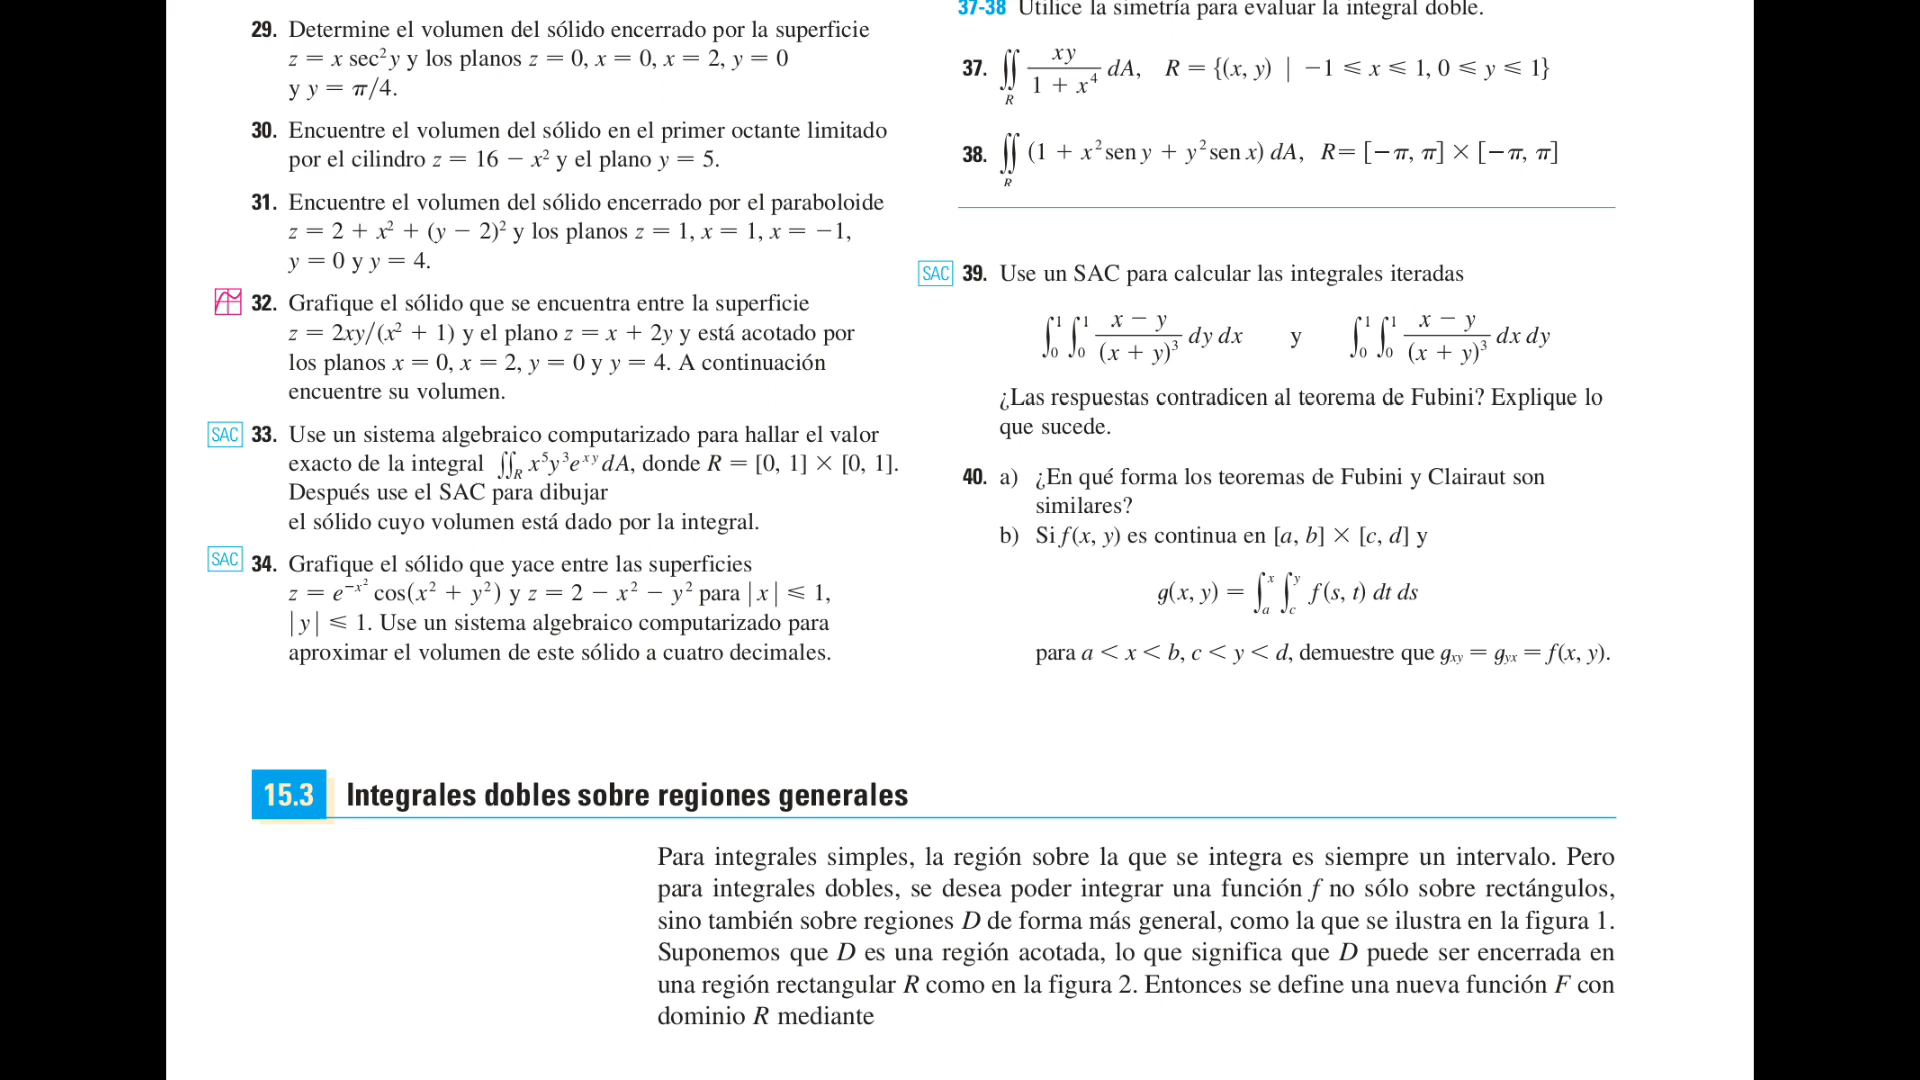 29. Determine el volumen del sólido encerrado por la superficie
z = x sec²y y los planos z = 0, x = 0, x = 2, y = 0
y y = π/4.
30. Encuentre el volumen del sólido en el primer octante limitado
por el cilindro z = 16 − x² y el plano y = 5.
31. Encuentre el volumen del sólido encerrado por el paraboloide
z = 2 + x² + (y − 2)² y los planos z = 1, x = 1, x = −1,
y = 0 y y = 4.
32. Grafique el sólido que se encuentra entre la superficie
z = 2xy/(x² + 1) y el plano z = x + 2y y está acotado por
los planos x = 0, x = 2, y = 0 y y = 4. A continuación
encuentre su volumen.
SAC 33. Use un sistema algebraico computarizado para hallar el valor
exacto de la integral ∬_R x⁵y³e^{xy} dA, donde R = [0, 1] × [0, 1].
Después use el SAC para dibujar
el sólido cuyo volumen está dado por la integral.
SAC 34. Grafique el sólido que yace entre las superficies
z = e^{−x²} cos(x² + y²) y z = 2 − x² − y² para |x| ⩽ 1,
|y| ⩽ 1. Use un sistema algebraico computarizado para
aproximar el volumen de este sólido a cuatro decimales.
37-38 Utilice la simetría para evaluar la integral doble.
37. ∬_R xy/(1 + x⁴) dA, R = {(x, y) | −1 ⩽ x ⩽ 1, 0 ⩽ y ⩽ 1}
38. ∬_R (1 + x² sen y + y² sen x) dA, R= [−π, π] × [−π, π]
SAC 39. Use un SAC para calcular las integrales iteradas
∫₀¹ ∫₀¹ (x − y)/(x + y)³ dy dx y ∫₀¹ ∫₀¹ (x − y)/(x + y)³ dx dy
¿Las respuestas contradicen al teorema de Fubini? Explique lo
que sucede.
40. a) ¿En qué forma los teoremas de Fubini y Clairaut son
similares?
b) Si f(x, y) es continua en [a, b] × [c, d] y
g(x, y) = ∫_a^x ∫_c^y f(s, t) dt ds
para a < x < b, c < y < d, demuestre que g_xy = g_yx = f(x, y).
15.3 Integrales dobles sobre regiones generales
Para integrales simples, la región sobre la que se integra es siempre un intervalo. Pero
para integrales dobles, se desea poder integrar una función f no sólo sobre rectángulos,
sino también sobre regiones D de forma más general, como la que se ilustra en la figura 1.
Suponemos que D es una región acotada, lo que significa que D puede ser encerrada en
una región rectangular R como en la figura 2. Entonces se define una nueva función F con
dominio R mediante